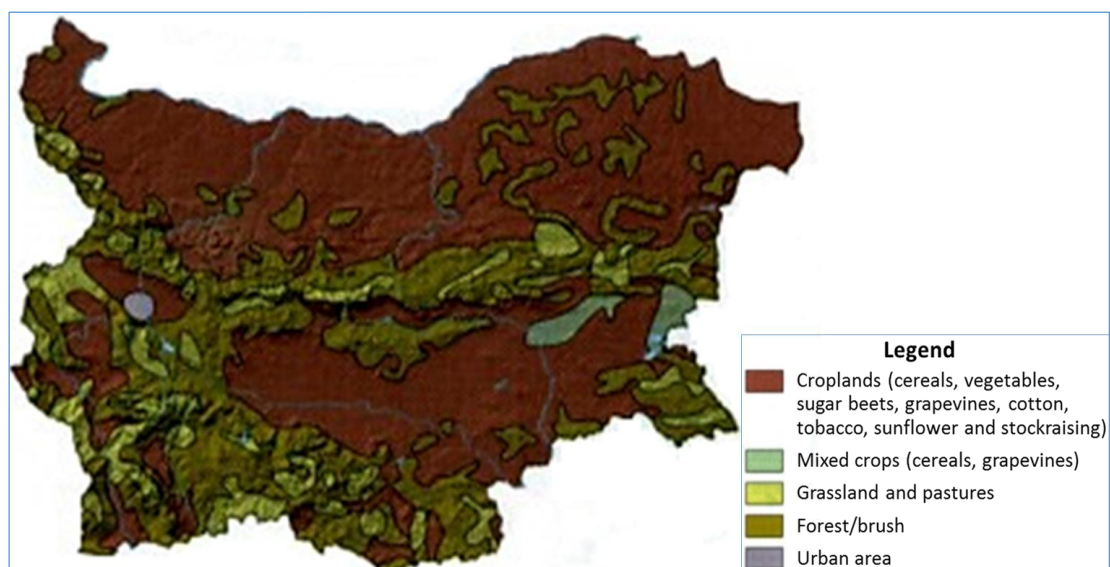 Legend
Croplands (cereals, vegetables,
sugar beets, grapevines, cotton,
tobacco, sunflower and stockraising)
Mixed crops (cereals, grapevines)
Grassland and pastures
Forest/brush
Urban area